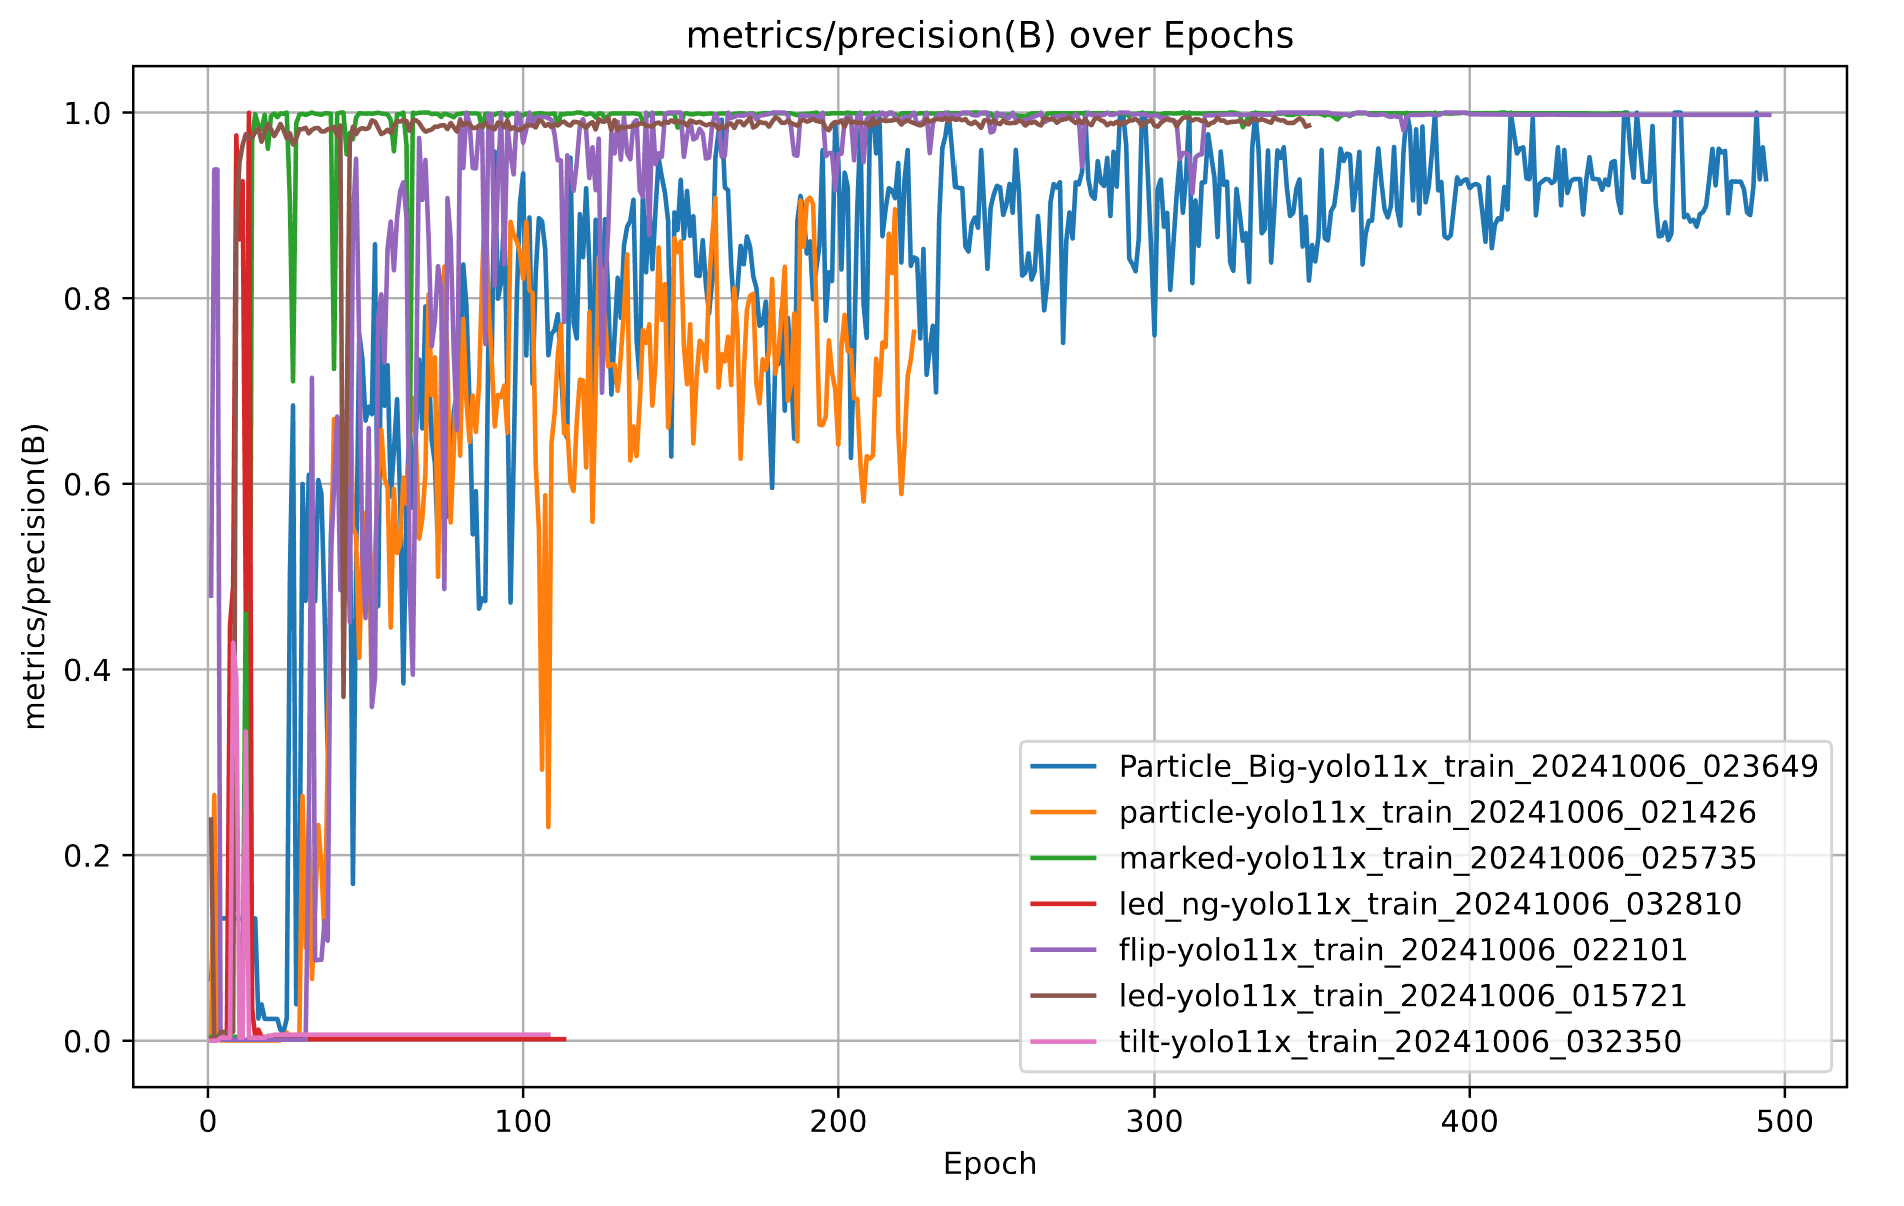 metrics/precision(B) over Epochs
metrics/precision(B)
1.0
0.8
0.6
0.4
0.2
0.0
0 100 200 300 400 500
Epoch
Particle_Big-yolo11x_train_20241006_023649
particle-yolo11x_train_20241006_021426
marked-yolo11x_train_20241006_025735
led_ng-yolo11x_train_20241006_032810
flip-yolo11x_train_20241006_022101
led-yolo11x_train_20241006_015721
tilt-yolo11x_train_20241006_032350